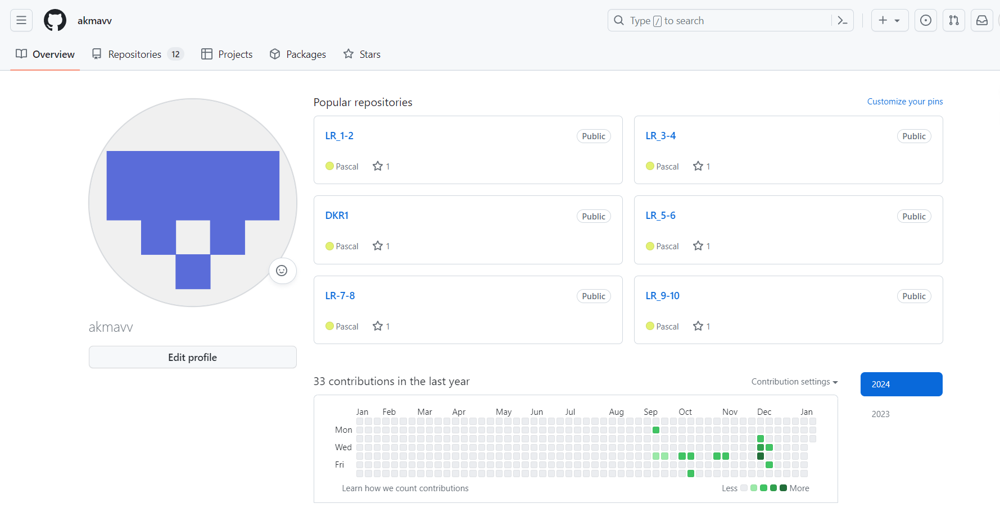 akmavv
Type / to search
Overview Repositories 12 Projects Packages Stars
Popular repositories Customize your pins
LR_1-2 Public
Pascal 1
LR_3-4 Public
Pascal 1
DKR1 Public
Pascal 1
LR_5-6 Public
Pascal 1
LR-7-8 Public
Pascal 1
LR_9-10 Public
Pascal 1
akmavv
Edit profile
33 contributions in the last year Contribution settings
2024
2023
Jan Feb Mar Apr May Jun Jul Aug Sep Oct Nov Dec Jan
Mon
Wed
Fri
Learn how we count contributions Less More